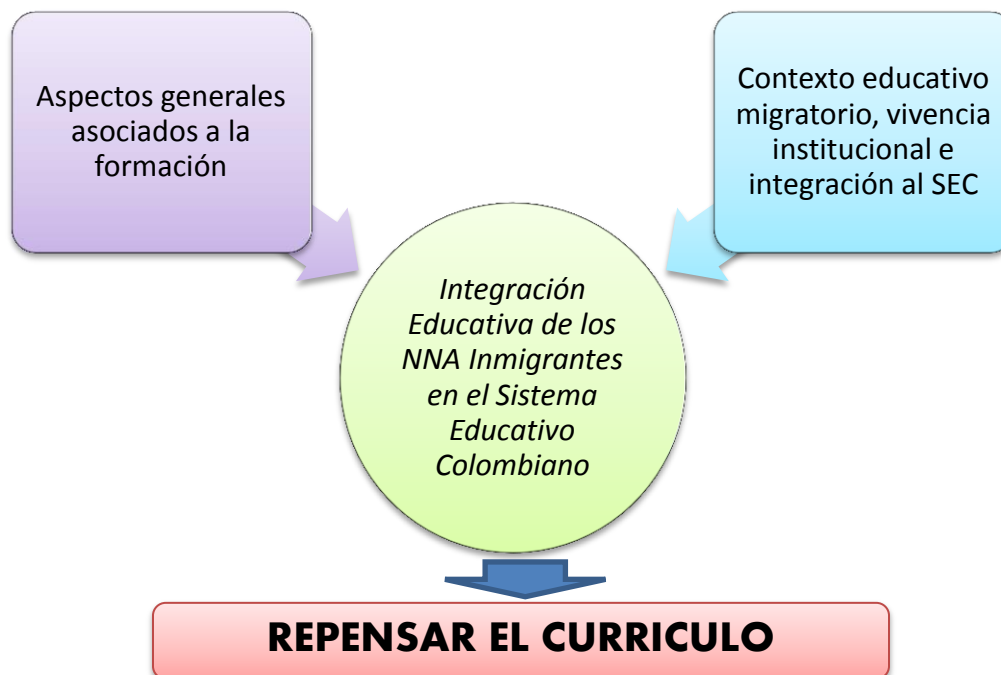 Aspectos generales
asociados a la
formación
Contexto educativo
migratorio, vivencia
institucional e
integración al SEC
Integración
Educativa de los
NNA Inmigrantes
en el Sistema
Educativo
Colombiano
REPENSAR EL CURRICULO